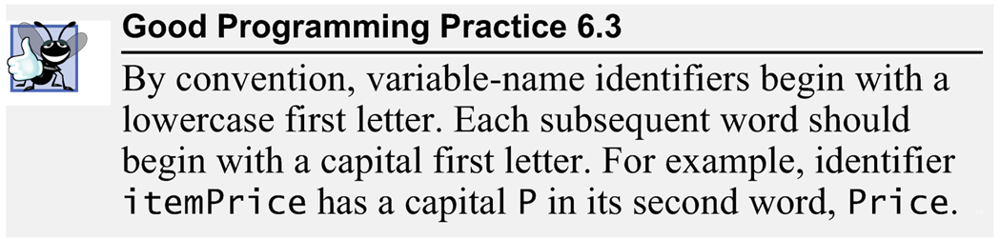 Good Programming Practice 6.3
By convention, variable-name identifiers begin with a
lowercase first letter. Each subsequent word should
begin with a capital first letter. For example, identifier
itemPrice has a capital P in its second word, Price.